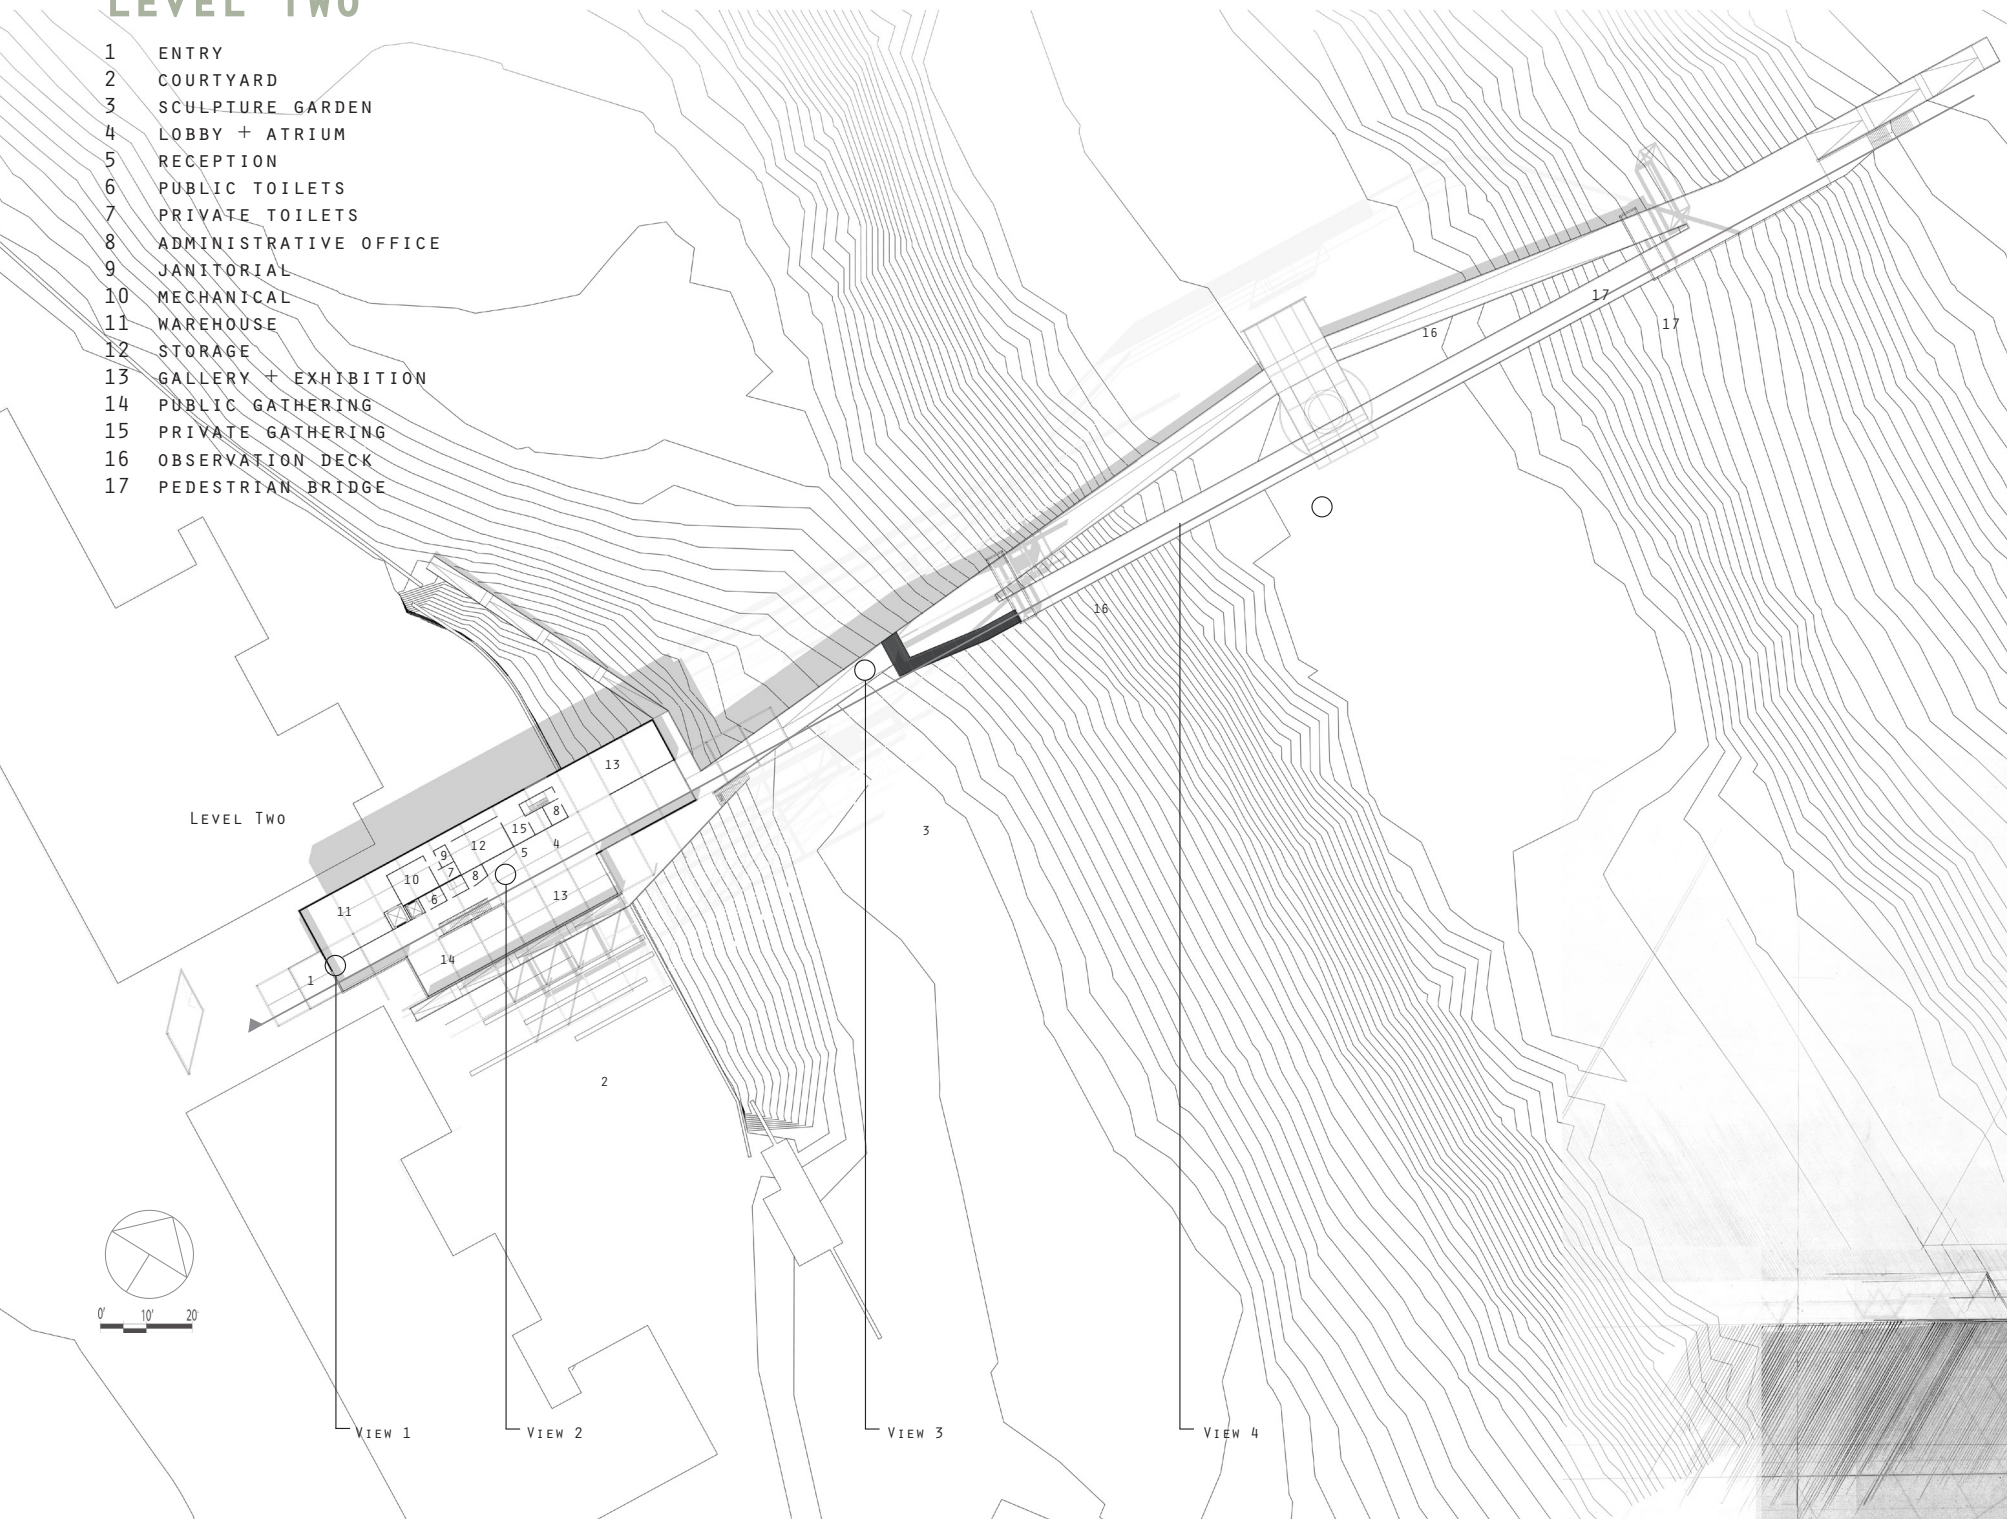 LEVEL TWO
1 ENTRY
2 COURTYARD
3 SCULPTURE GARDEN
4 LOBBY + ATRIUM
5 RECEPTION
6 PUBLIC TOILETS
7 PRIVATE TOILETS
8 ADMINISTRATIVE OFFICE
9 JANITORIAL
10 MECHANICAL
11 WAREHOUSE
12 STORAGE
13 GALLERY + EXHIBITION
14 PUBLIC GATHERING
15 PRIVATE GATHERING
16 OBSERVATION DECK
17 PEDESTRIAN BRIDGE
17
17
16
16
13
LEVEL TWO
8
15
3
12
5
4
9
7
8
10
6
13
11
14
1
2
0' 10' 20'
VIEW 1
VIEW 2
VIEW 3
VIEW 4